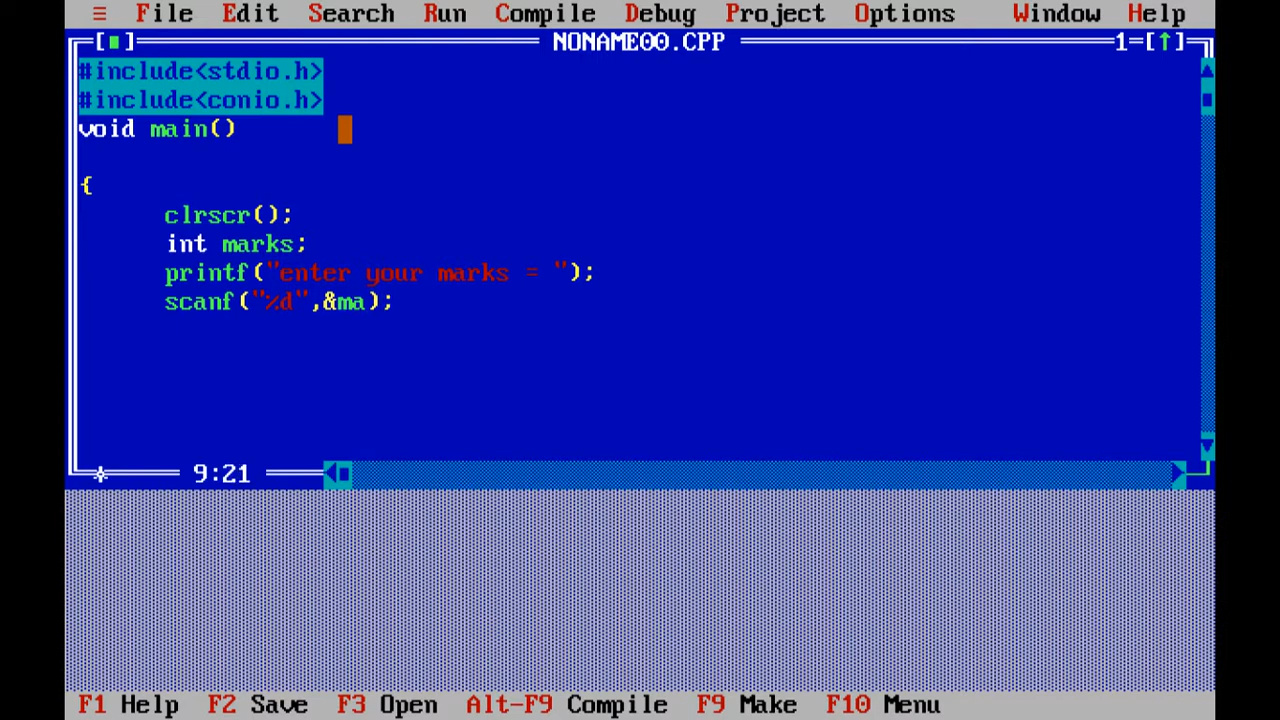 ≡ File Edit Search Run Compile Debug Project Options Window Help
[■] NONAME00.CPP 1=[↑]
#include<stdio.h>
#include<conio.h>
void main()
{
clrscr();
int marks;
printf("enter your marks = ");
scanf("%d",&ma);
9:21
F1 Help F2 Save F3 Open Alt-F9 Compile F9 Make F10 Menu